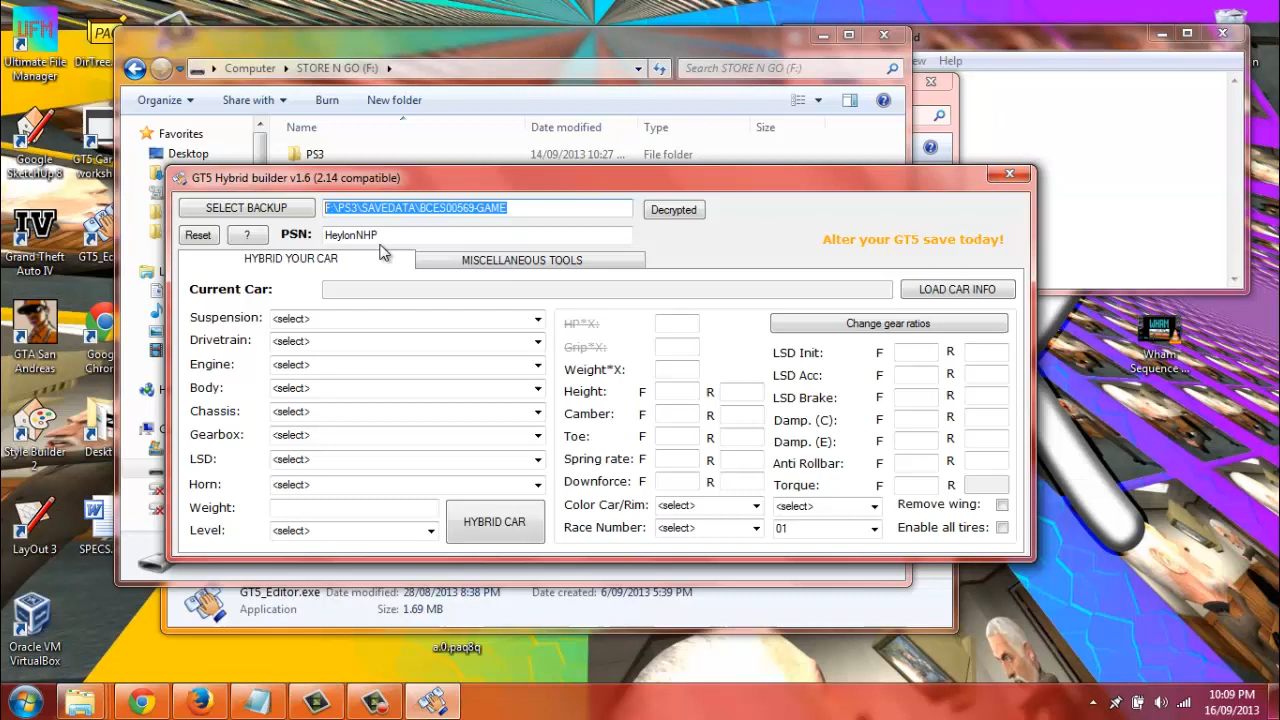 UFM
Ultimate File
Manager
DirTree
Google
SketchUp 8
Grand Theft
Auto IV
GTA San
Andreas
Style Builder
2
LayOut 3
SPECS.
Oracle VM
VirtualBox
Computer
STORE N GO (F:)
Search STORE N GO (F:)
Help
Organize
Share with
Burn
New folder
Name
Date modified
Type
Size
Favorites
Desktop
PS3
14/09/2013 10:27 ...
File folder
GT5 Hybrid builder v1.6 (2.14 compatible)
SELECT BACKUP
F:\PS3\SAVEDATA\BCES00569-GAME
Decrypted
Reset
?
PSN:
HeylonNHP
Alter your GT5 save today!
HYBRID YOUR CAR
MISCELLANEOUS TOOLS
Current Car:
LOAD CAR INFO
Suspension:
<select>
Drivetrain:
<select>
Engine:
<select>
Body:
<select>
Chassis:
<select>
Gearbox:
<select>
LSD:
<select>
Horn:
<select>
Weight:
Level:
<select>
HYBRID CAR
HP*X:
Grip*X:
Weight*X:
Height: F R
Camber: F R
Toe: F R
Spring rate: F R
Downforce: F R
Color Car/Rim:
<select>
<select>
Race Number:
<select>
01
Change gear ratios
LSD Init: F R
LSD Acc: F R
LSD Brake: F R
Damp. (C): F R
Damp. (E): F R
Anti Rollbar: F R
Torque: F R
Remove wing:
Enable all tires:
GT5_Editor.exe
Date modified: 28/08/2013 8:38 PM
Date created: 6/09/2013 5:39 PM
Application
Size: 1.69 MB
a.0.paq8q
Wham
Sequence ...
10:09 PM
16/09/2013